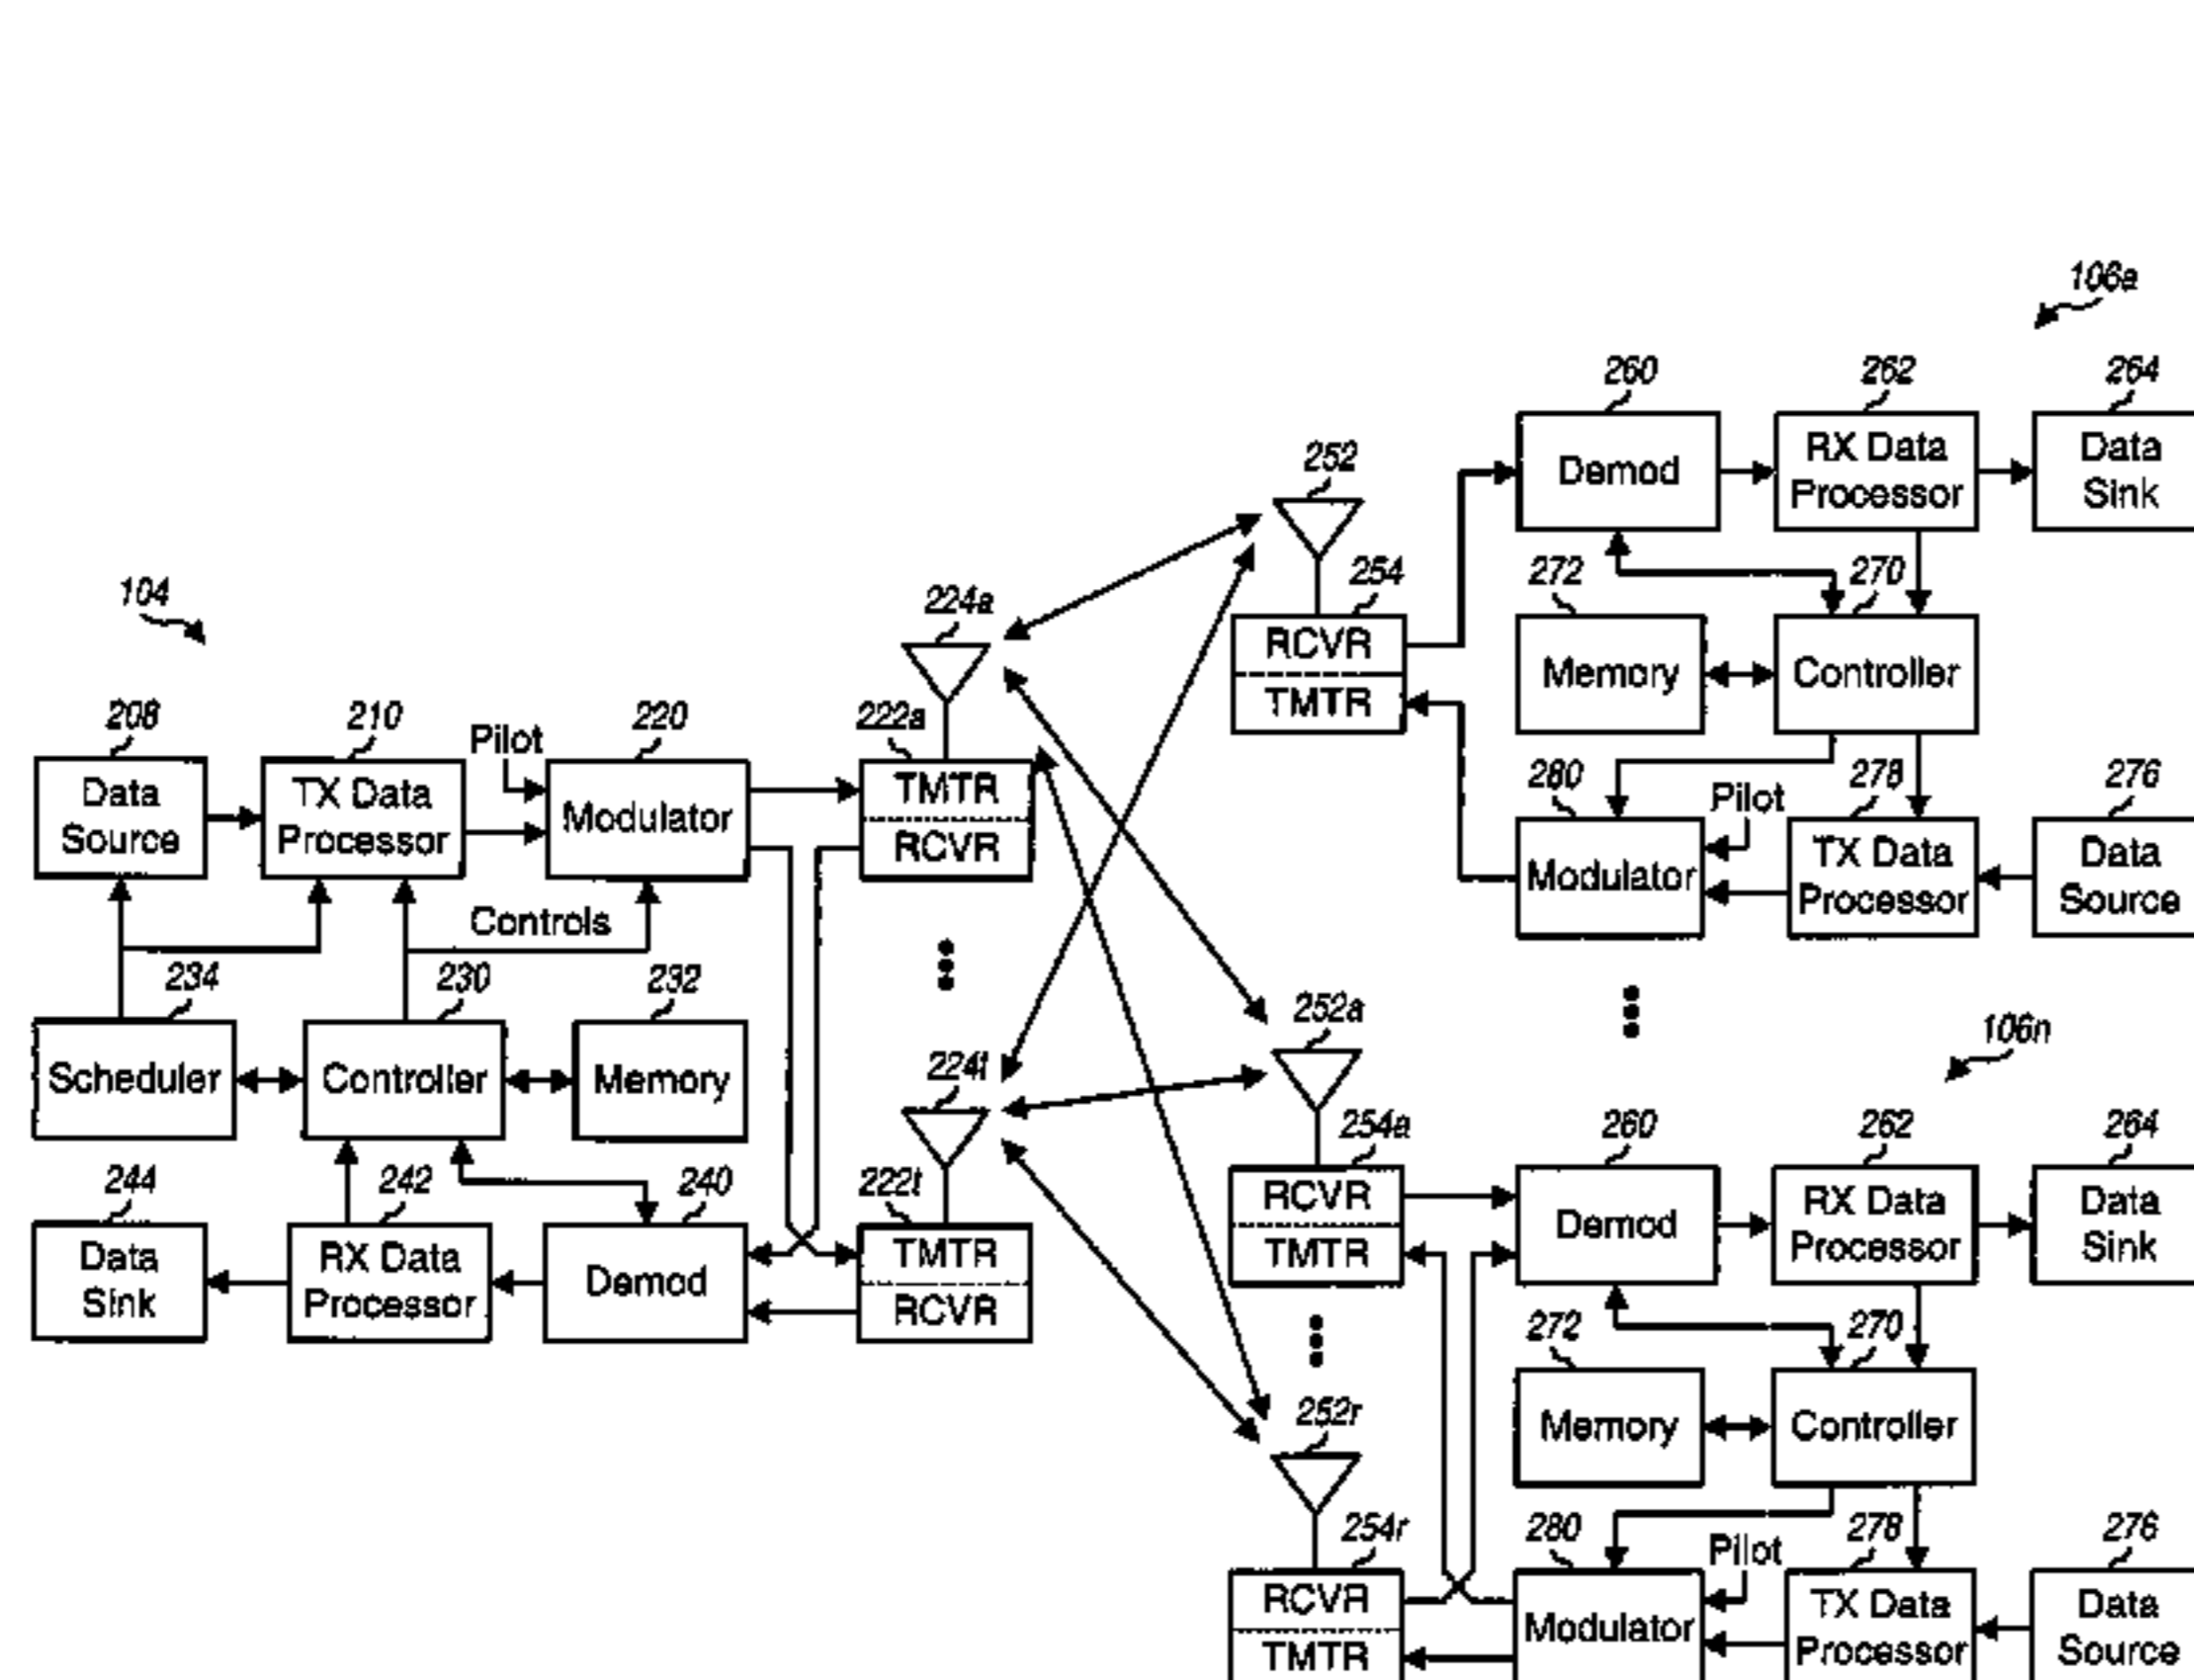 106a
260
262
264
Demod
RX Data
Processor
Data
Sink
252
254
RCVR
TMTR
272
270
Memory
Controller
280
Pilot
278
276
Modulator
TX Data
Processor
Data
Source
104
224a
208
210
Pilot
220
222a
Data
Source
TX Data
Processor
Modulator
TMTR
RCVR
Controls
234
230
232
Scheduler
Controller
Memory
224t
244
242
240
222t
Data
Sink
RX Data
Processor
Demod
TMTR
RCVR
106n
252a
254a
RCVR
TMTR
260
262
264
Demod
RX Data
Processor
Data
Sink
272
270
Memory
Controller
252r
254r
RCVR
TMTR
280
Pilot
278
276
Modulator
TX Data
Processor
Data
Source